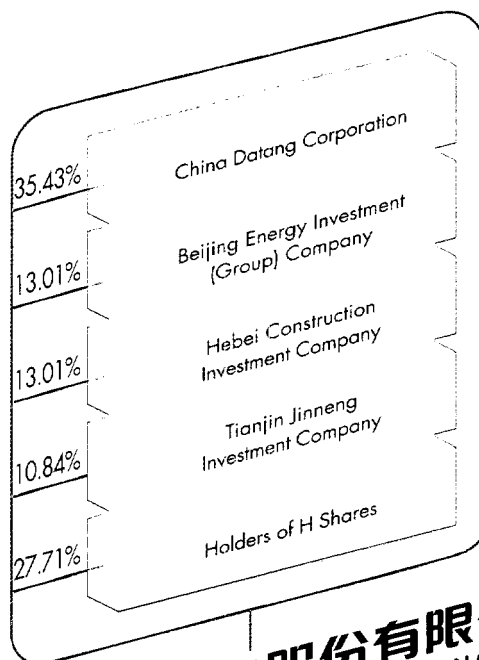 35.43%
China Datang Corporation
13.01%
Beijing Energy Investment
(Group) Company
13.01%
Hebei Construction
Investment Company
10.84%
Tianjin Jinneng
Investment Company
27.71%
Holders of H Shares
股份有限